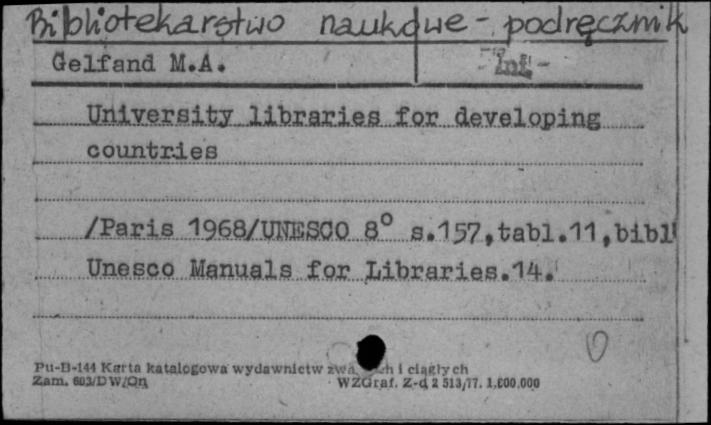 Bibliotekarstwo naukowe - podręcznik
Gelfand M.A.
- Inf. -
University libraries for developing
countries
/Paris 1968/UNESCO 8° s.157,tabl.11,bibl
Unesco Manuals for Libraries.14.
Pu-B-144 Karta katalogowa wydawnictw i ciągłych
Zam. 603/DW/On WZGraf. Z-d 2 513/77. 1.000.000